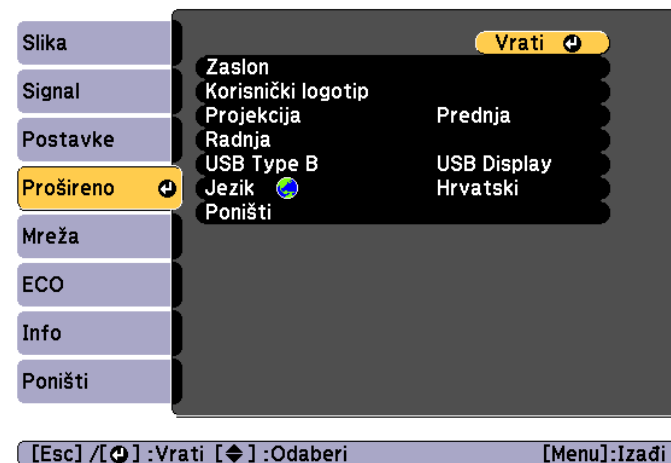 Slika
Signal
Postavke
Prošireno
Mreža
ECO
Info
Poništi
Vrati
Zaslon
Korisnički logotip
Projekcija Prednja
Radnja
USB Type B USB Display
Jezik Hrvatski
Poništi
[Esc] /[ ] :Vrati [ ] :Odaberi [Menu]:Izađi